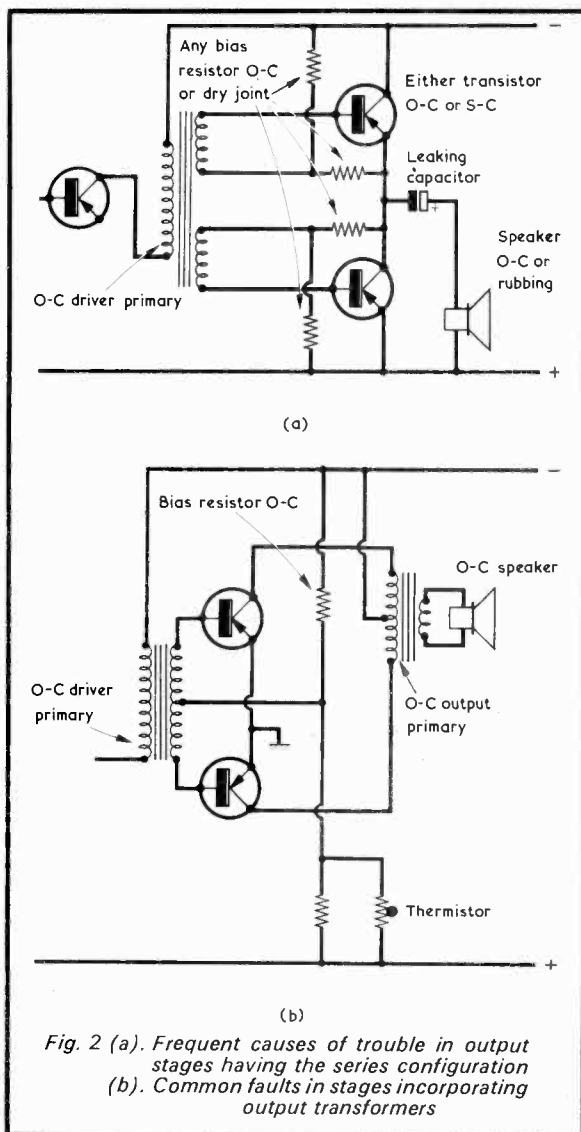 −
Any bias
resistor O-C
or dry joint
Either transistor
O-C or S-C
Leaking
capacitor
+
Speaker
O-C or
rubbing
O-C driver primary
+
(a)
−
Bias resistor O-C
O-C speaker
O-C driver
primary
O-C output
primary
Thermistor
+
(b)
Fig. 2 (a). Frequent causes of trouble in output
stages having the series configuration
(b). Common faults in stages incorporating
output transformers